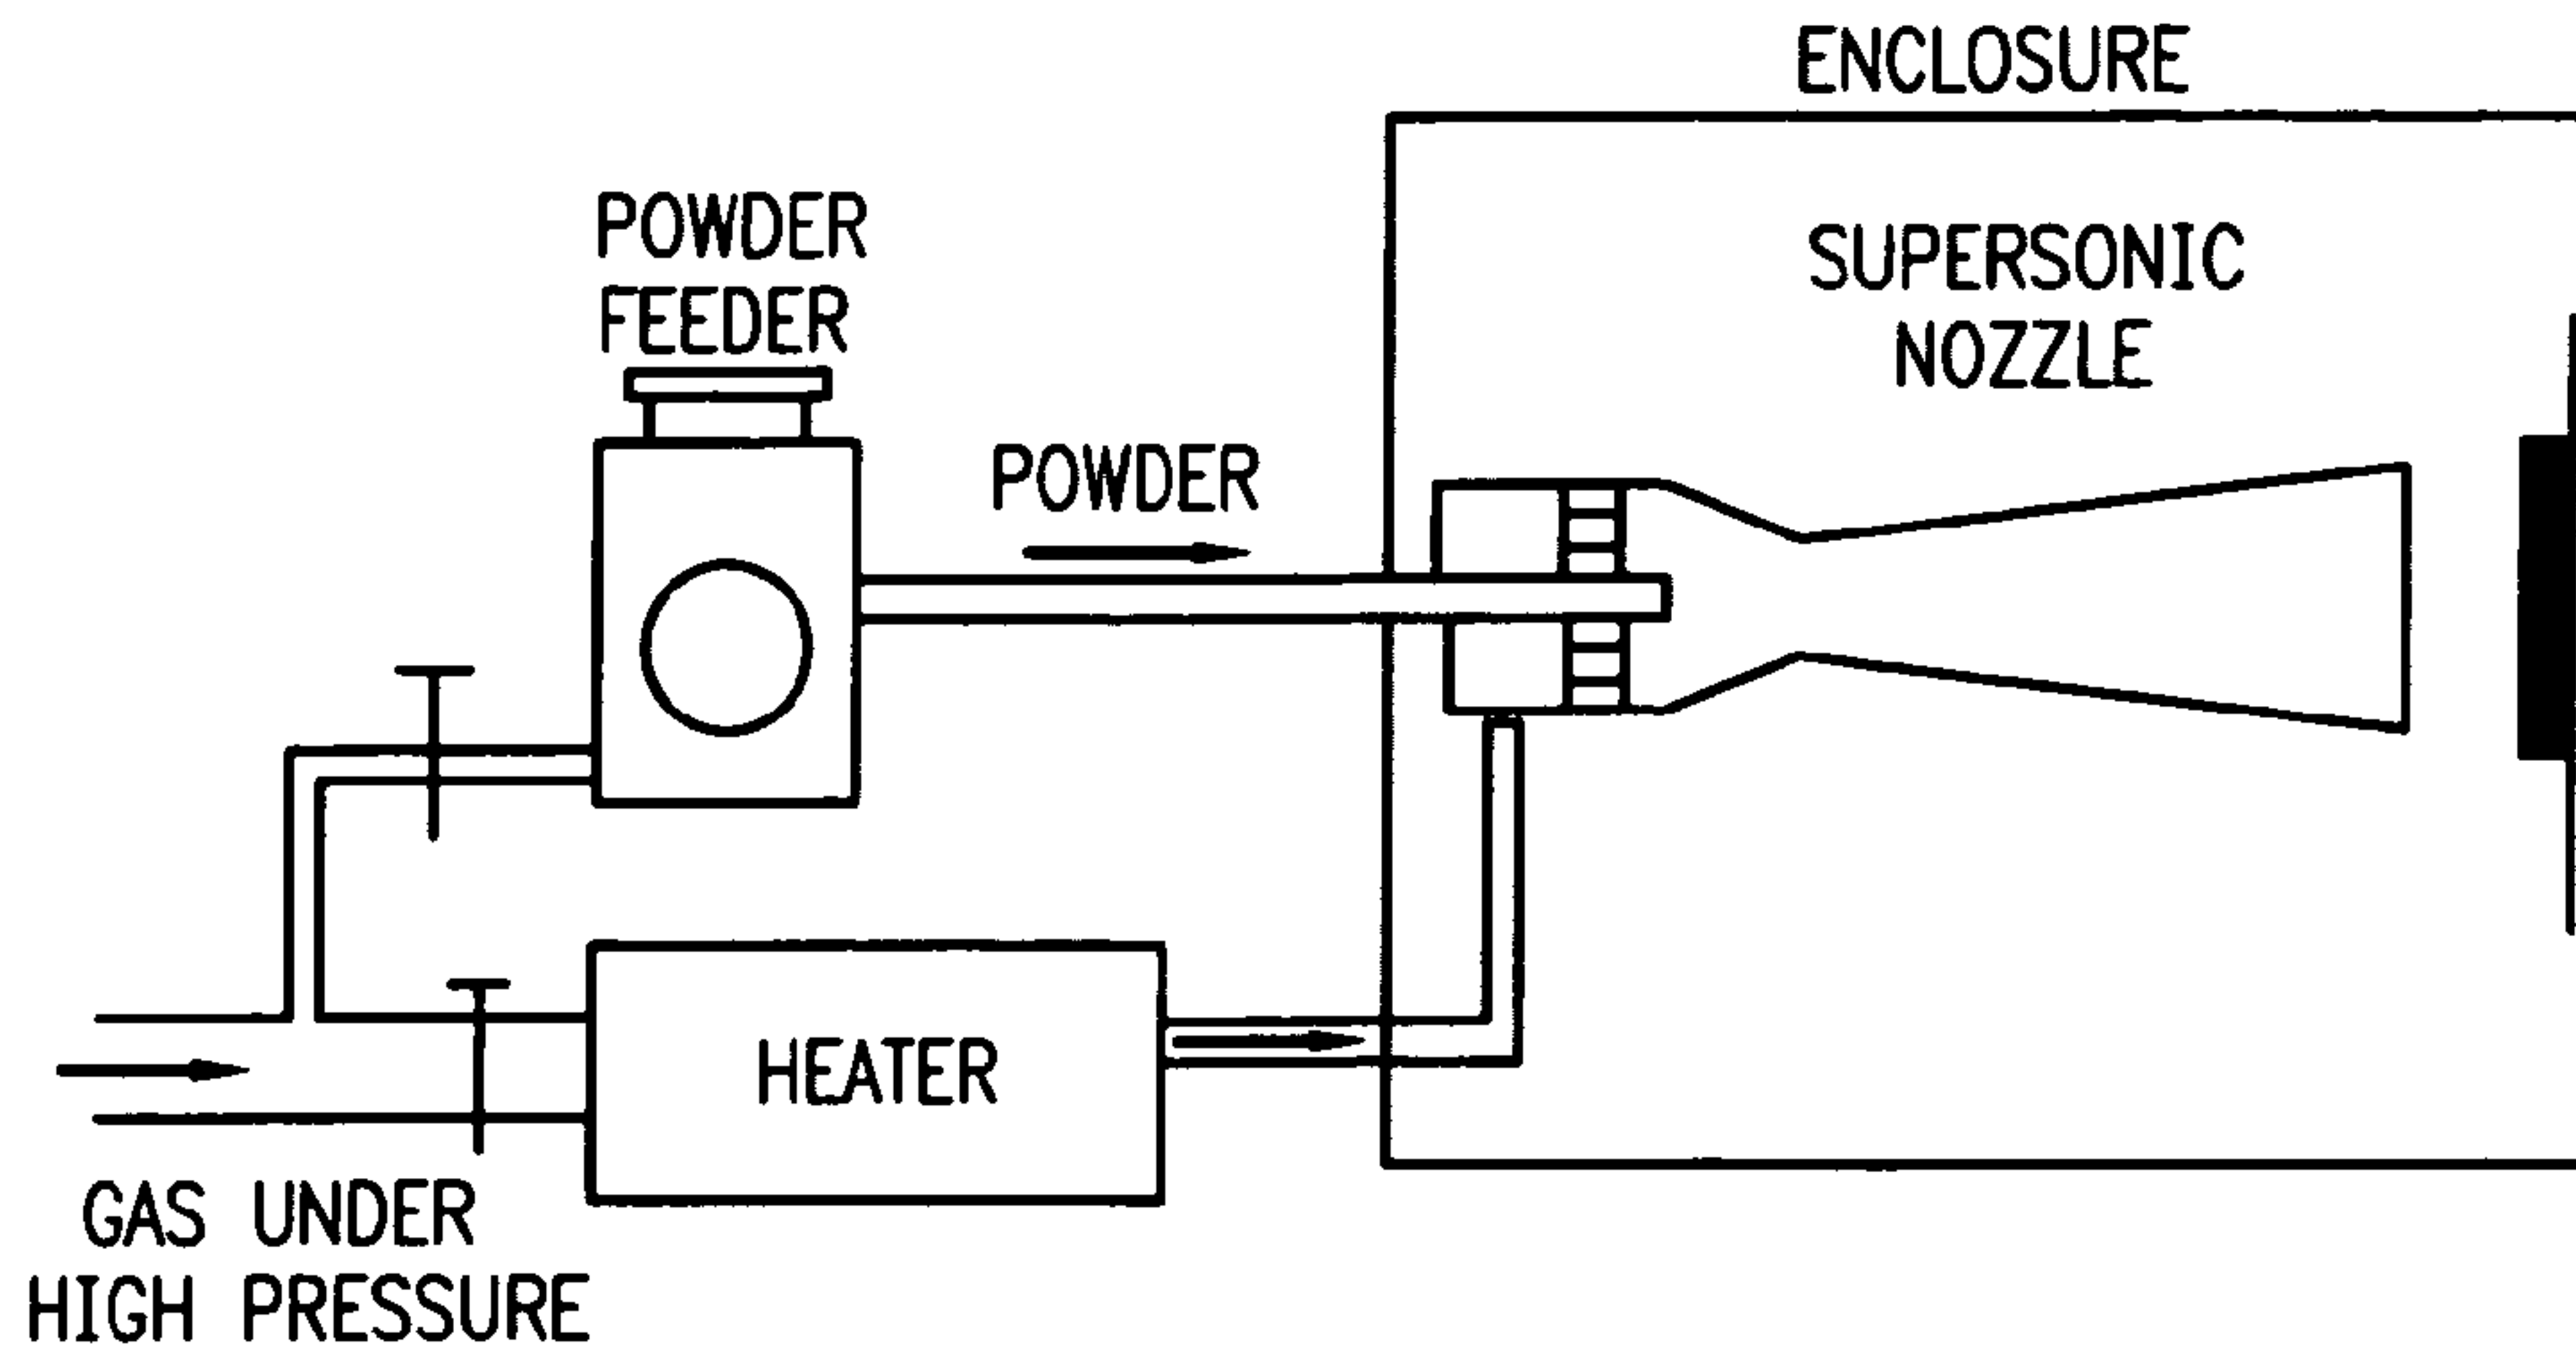 ENCLOSURE
POWDER
FEEDER
SUPERSONIC
NOZZLE
POWDER
HEATER
GAS UNDER
HIGH PRESSURE